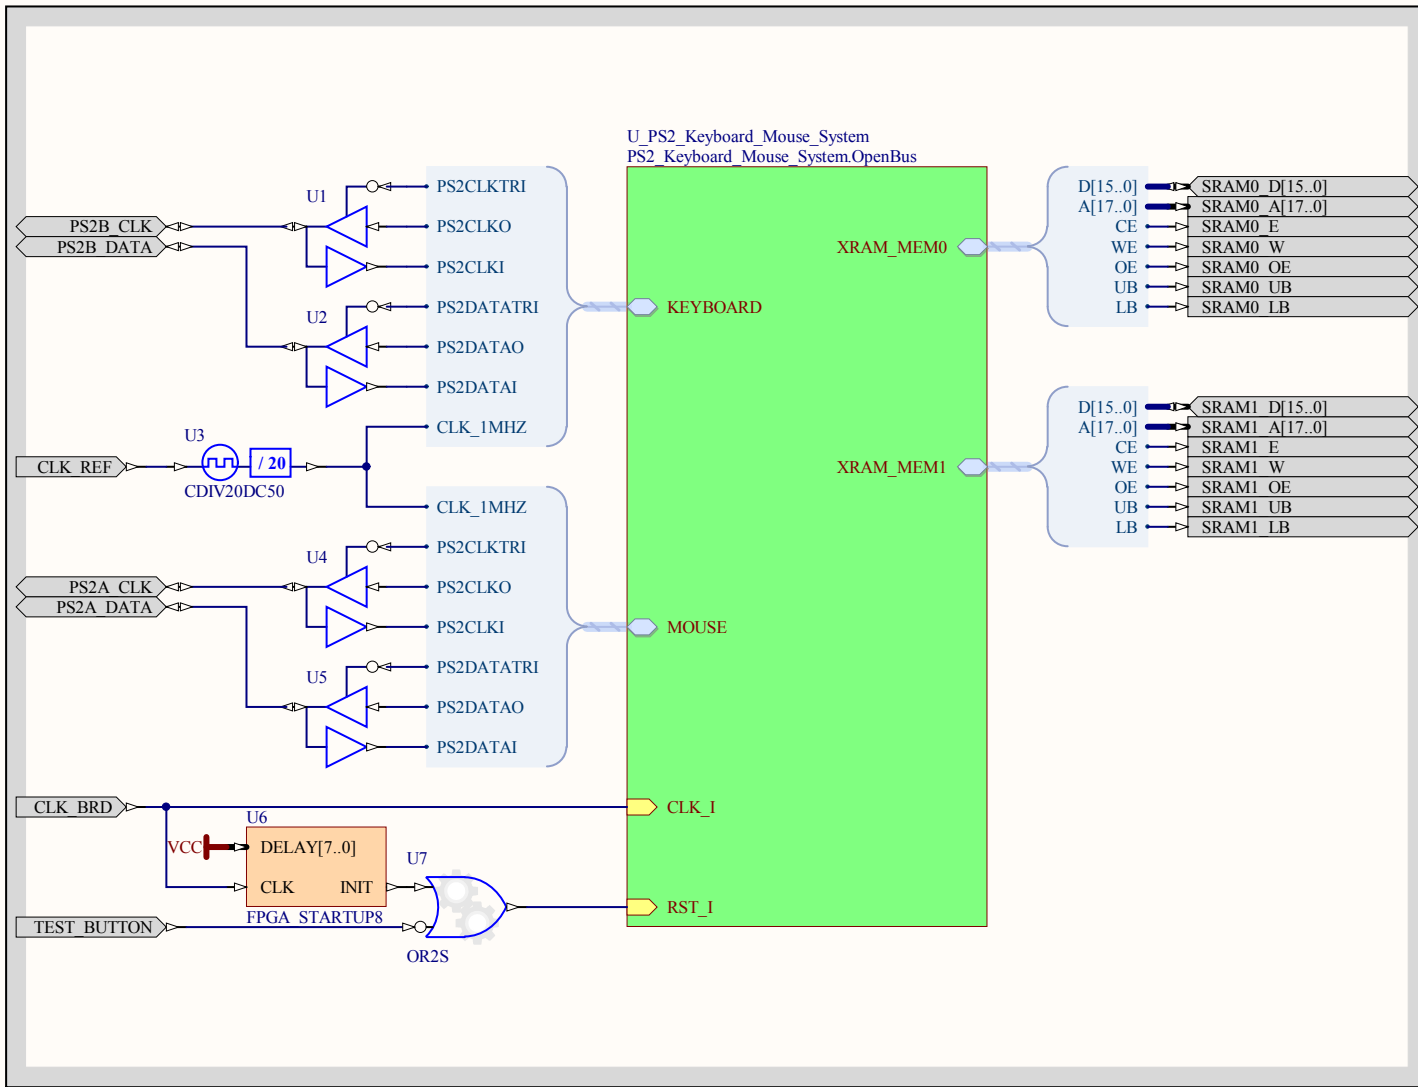 U_PS2_Keyboard_Mouse_System
PS2_Keyboard_Mouse_System.OpenBus
U1
PS2CLKTRI
PS2B_CLK
PS2CLKO
PS2B_DATA
PS2CLKI
U2
PS2DATATRI
PS2DATAO
PS2DATAI
CLK_1MHZ
KEYBOARD
U3
CLK_REF
/ 20
CDIV20DC50
CLK_1MHZ
U4
PS2CLKTRI
PS2A_CLK
PS2CLKO
PS2A_DATA
PS2CLKI
U5
PS2DATATRI
PS2DATAO
PS2DATAI
MOUSE
CLK_BRD
CLK_I
U6
VCC
DELAY[7..0]
CLK INIT
FPGA_STARTUP8
U7
TEST_BUTTON
OR2S
RST_I
XRAM_MEM0
D[15..0] SRAM0_D[15..0]
A[17..0] SRAM0_A[17..0]
CE SRAM0_E
WE SRAM0_W
OE SRAM0_OE
UB SRAM0_UB
LB SRAM0_LB
XRAM_MEM1
D[15..0] SRAM1_D[15..0]
A[17..0] SRAM1_A[17..0]
CE SRAM1_E
WE SRAM1_W
OE SRAM1_OE
UB SRAM1_UB
LB SRAM1_LB